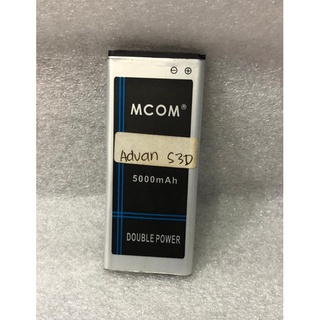 MCOM®
Advan S3D
5000mAh
DOUBLE POWER